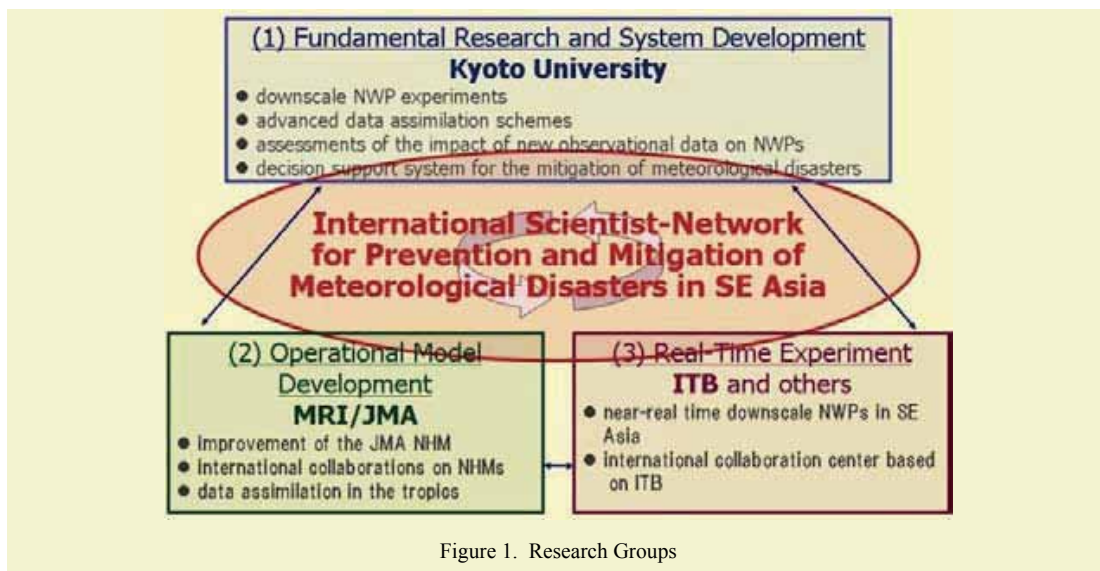 (1) Fundamental Research and System Development
Kyoto University
● downscale NWP experiments
● advanced data assimilation schemes
● assessments of the impact of new observational data on NWPs
● decision support system for the mitigation of meteorological disasters
International Scientist-Network
for Prevention and Mitigation of
Meteorological Disasters in SE Asia
(2) Operational Model
Development
MRI/JMA
● Improvement of the JMA NHM
● International collaborations on NHMs
● data assimilation in the tropics
(3) Real-Time Experiment
ITB and others
● near-real time downscale NWPs in SE
Asia
● international collaboration center based
on ITB
Figure 1. Research Groups